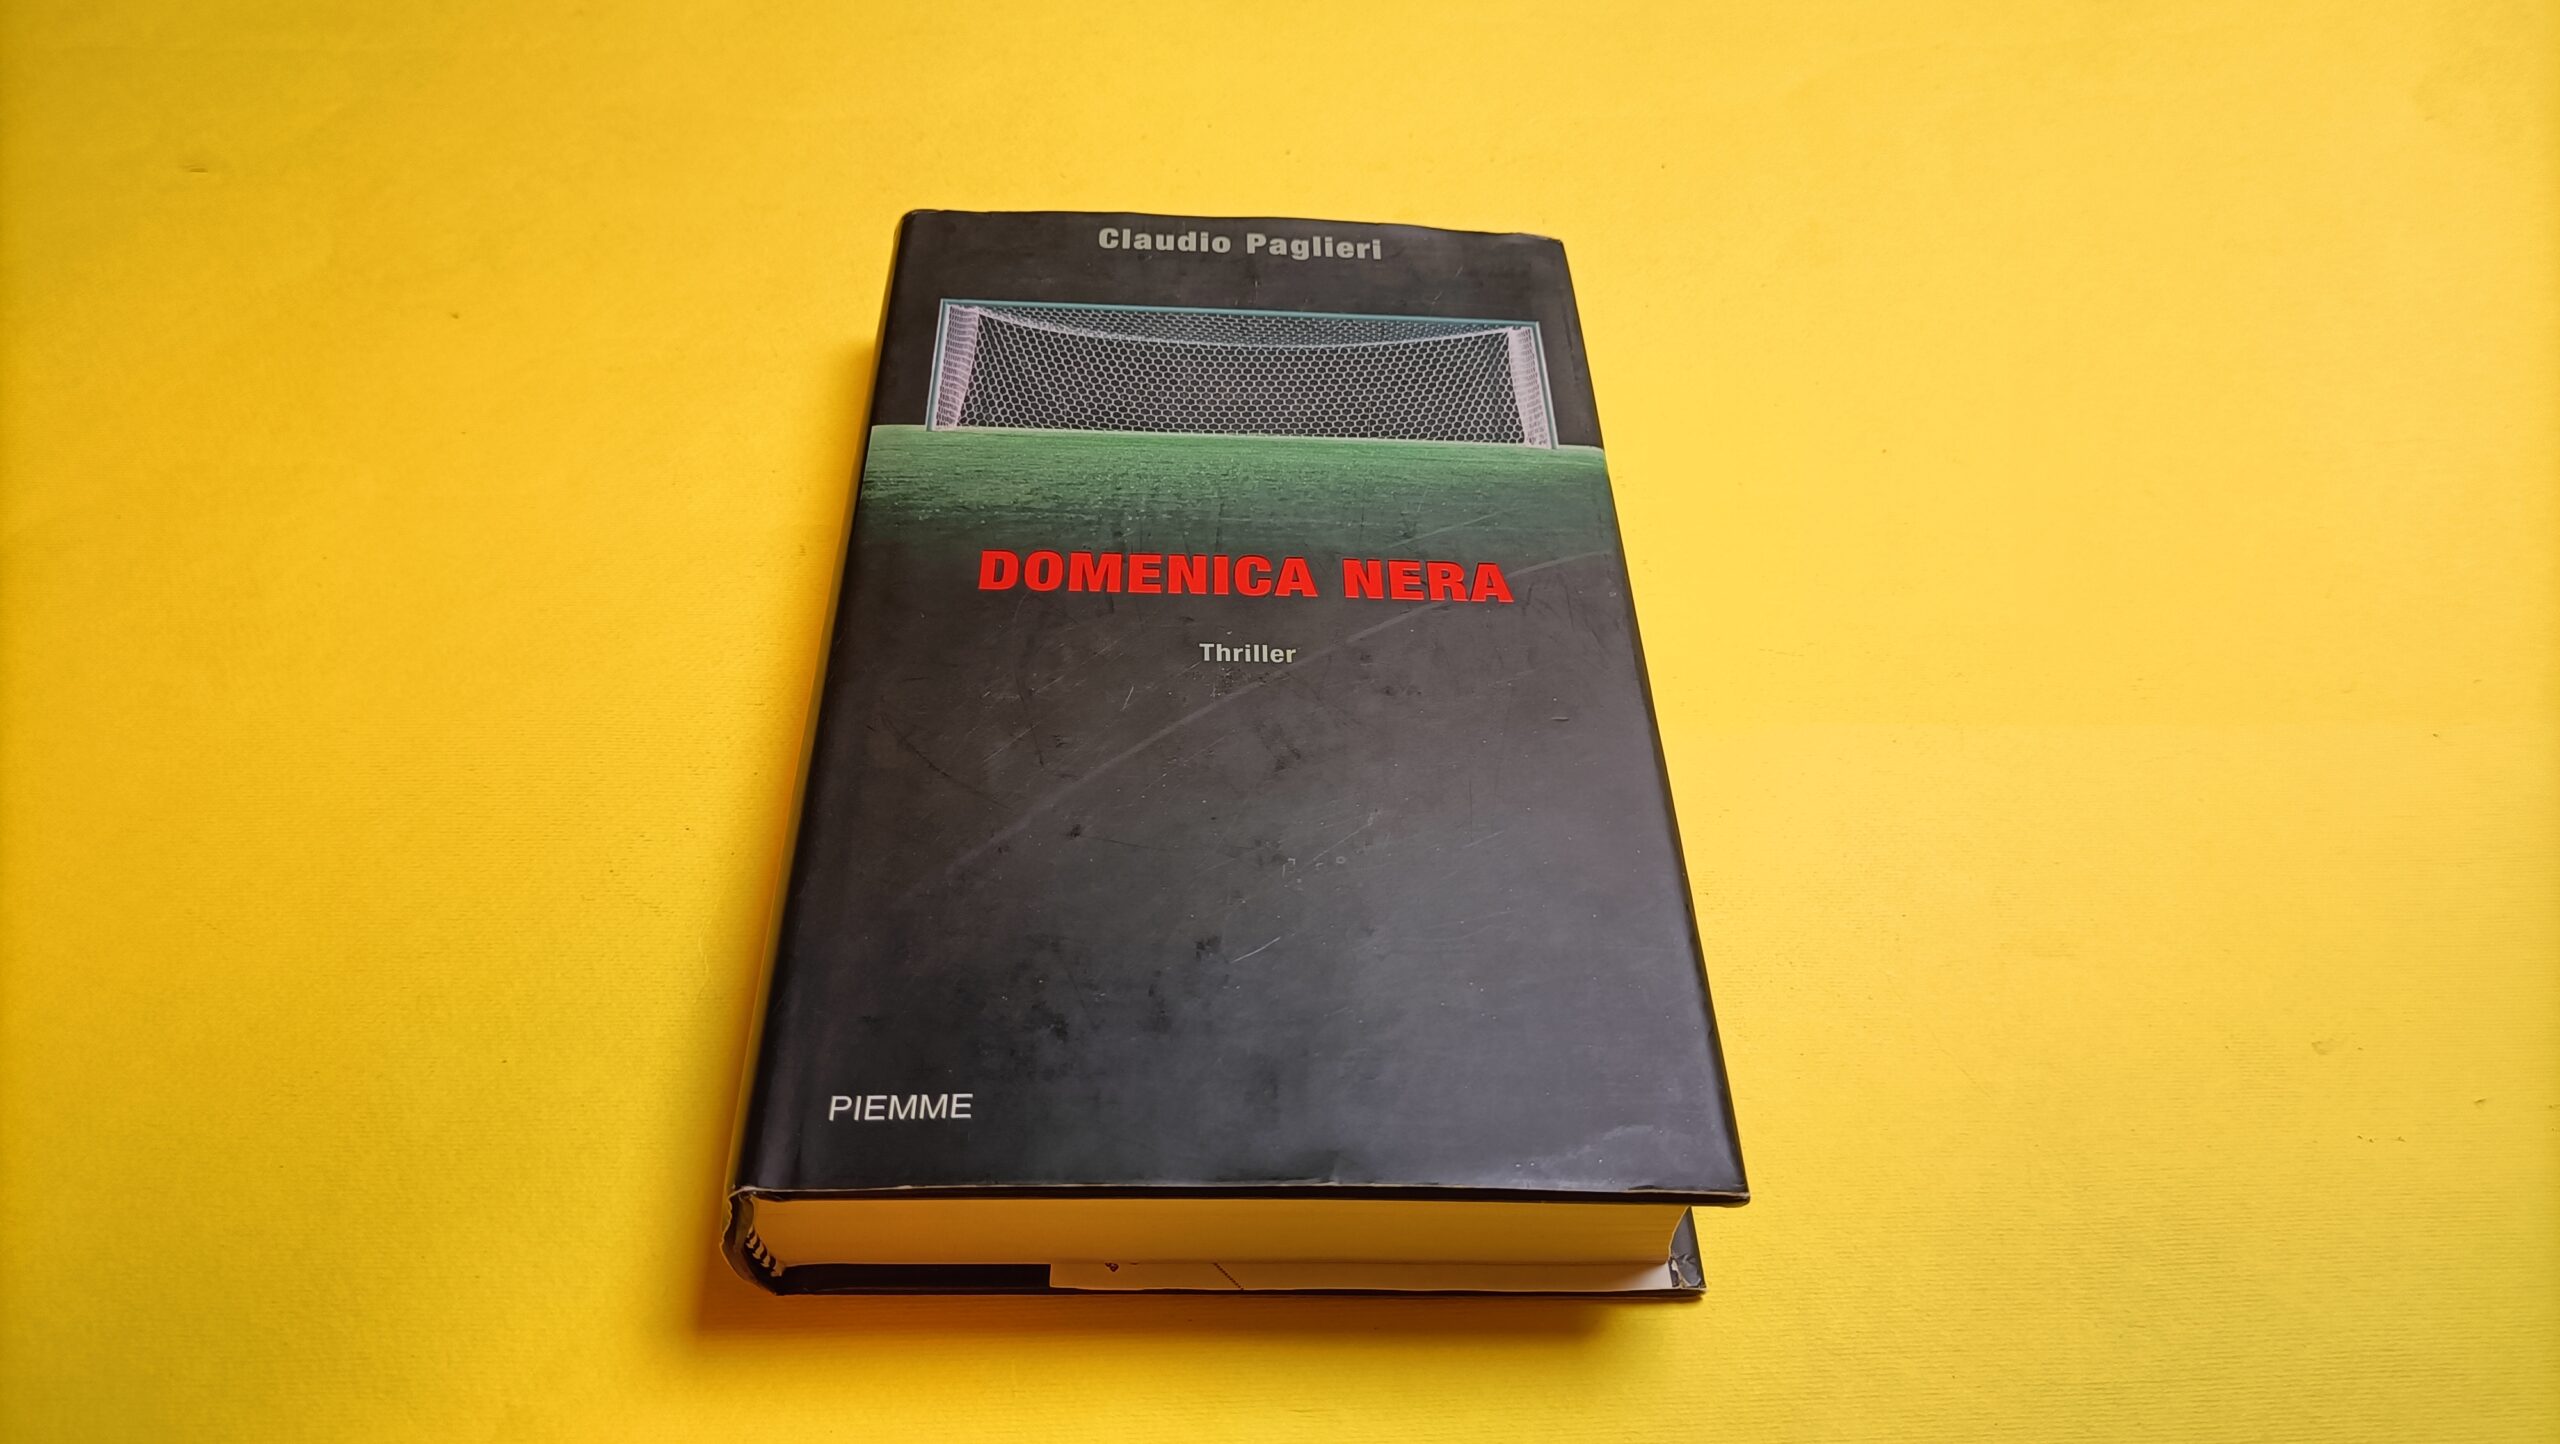 Claudio Paglieri
DOMENICA NERA
Thriller
PIEMME